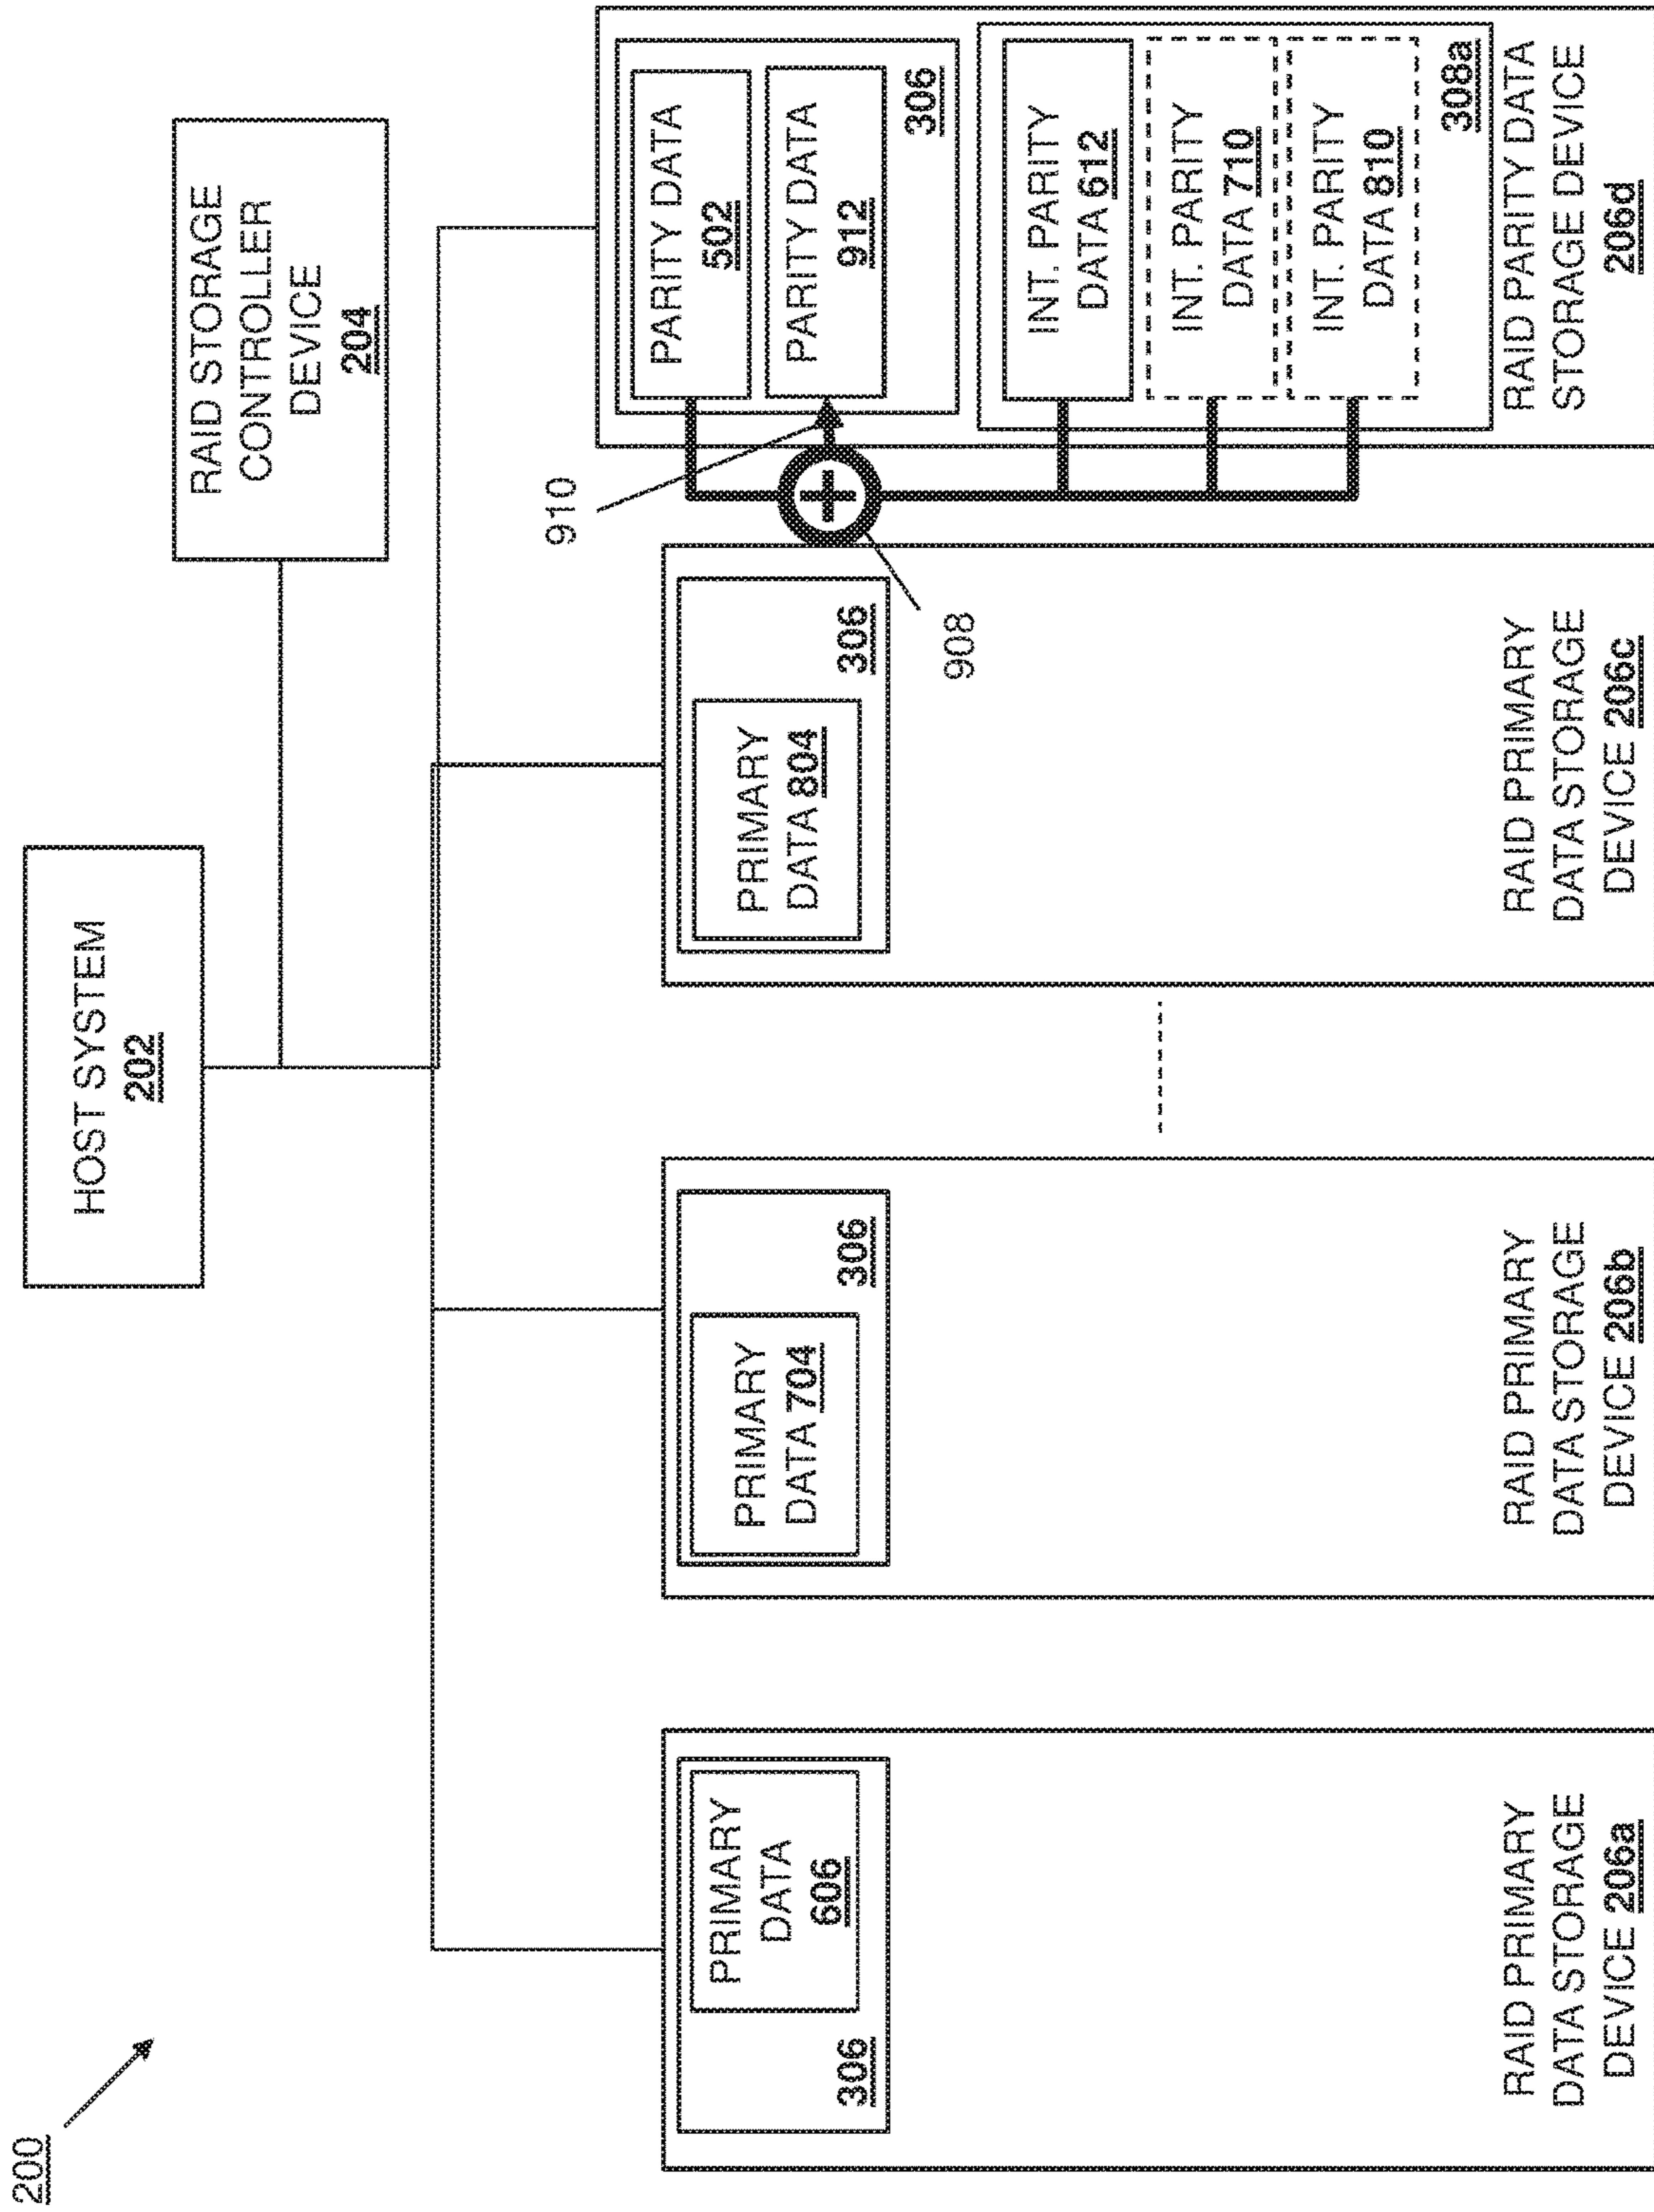 200
HOST SYSTEM
202
RAID STORAGE
CONTROLLER
DEVICE
204
PRIMARY
DATA
606
306
RAID PRIMARY
DATA STORAGE
DEVICE 206a
PRIMARY
DATA 704
306
RAID PRIMARY
DATA STORAGE
DEVICE 206b
PRIMARY
DATA 804
306
RAID PRIMARY
DATA STORAGE
DEVICE 206c
908
910
PARITY DATA
502
PARITY DATA
912
306
INT. PARITY
DATA 612
INT. PARITY
DATA 710
INT. PARITY
DATA 810
308a
RAID PARITY DATA
STORAGE DEVICE
206d